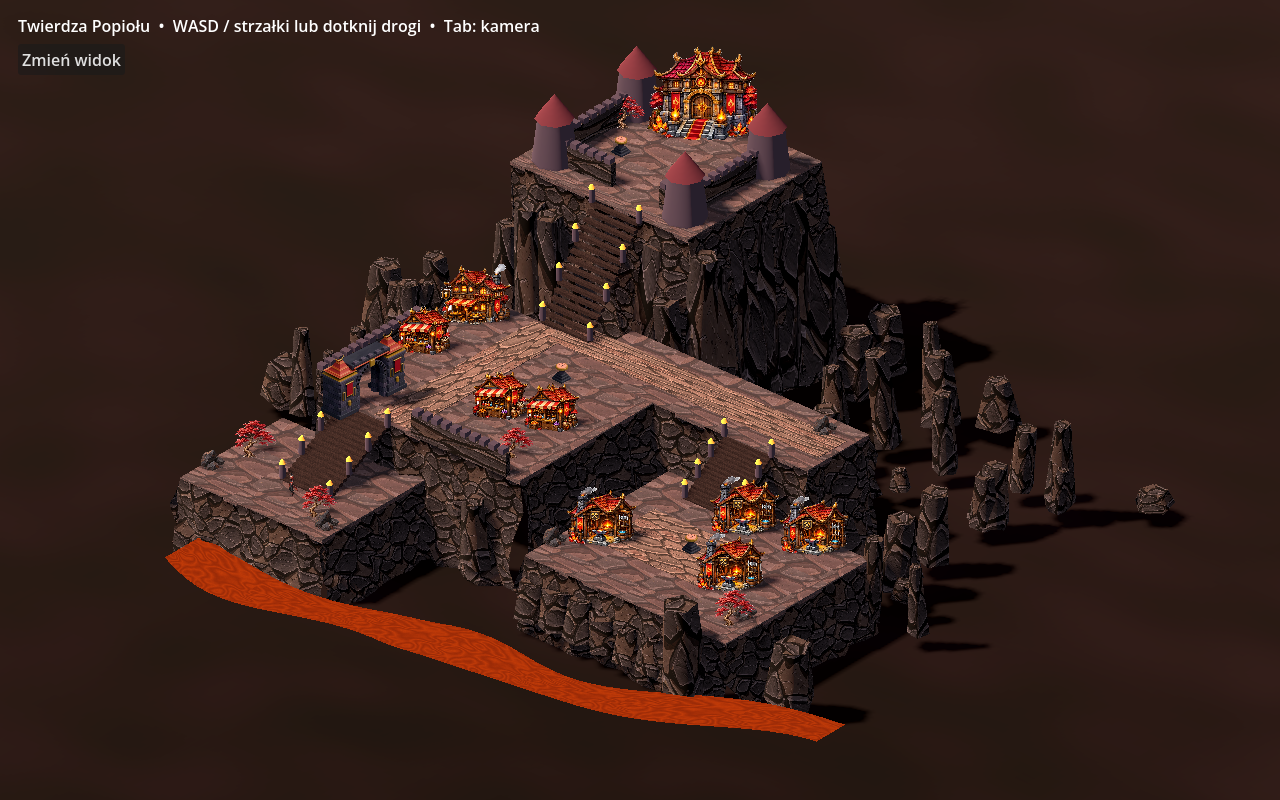 Twierdza Popiołu • WASD / strzałki lub dotknij drogi • Tab: kamera
Zmień widok